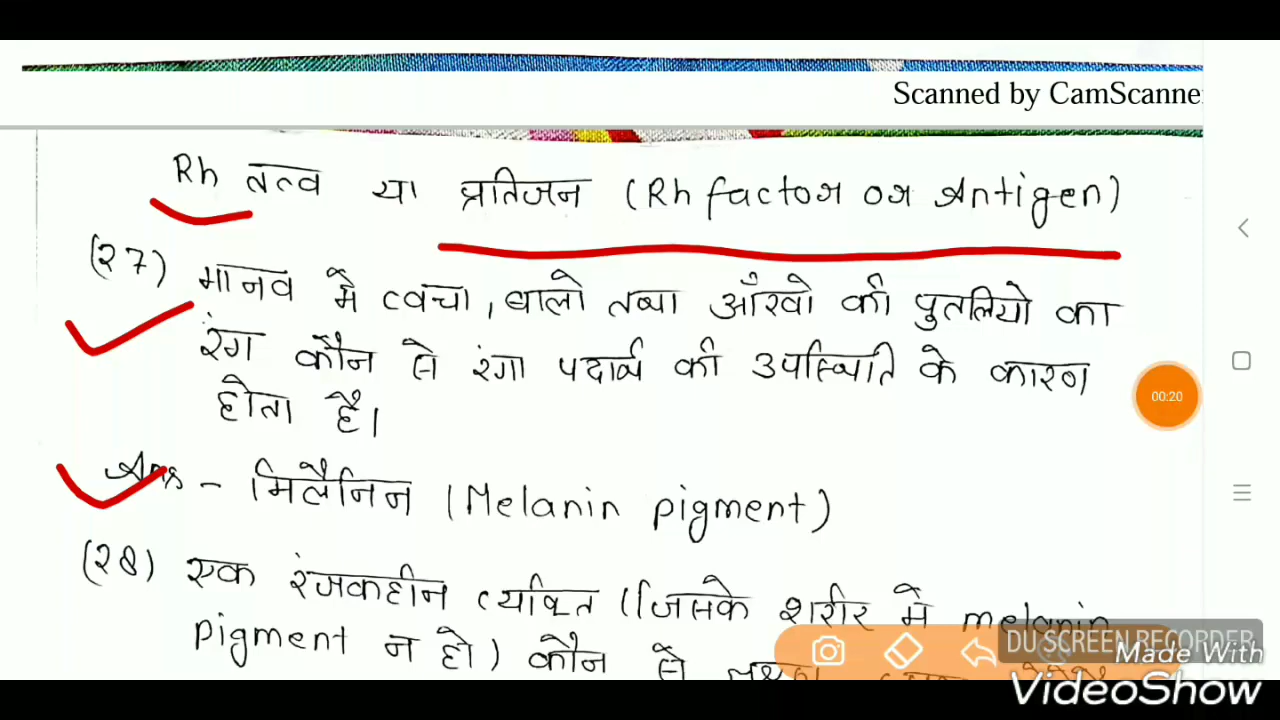 Scanned by CamScanne
Rh तत्व या प्रतिजन (Rh factor or Antigen)
(27) मानव मे त्वचा, बालो तथा आँखो की पुतलियो का
रंग कौन से रंगा पदार्थ की उपस्थिति के कारण
होता है।
Ans - मिलैनिन (Melanin pigment)
(28) एक रंजकहीन व्यक्ति (जिसके शरीर मे melanin
pigment न हो) कौन से
00:20
DU SCREEN RECORDER
Made With
VideoShow